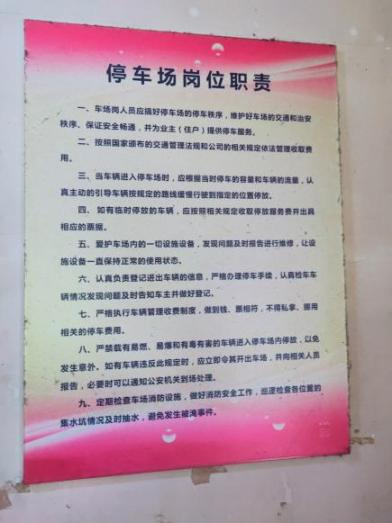 停车场岗位职责
一、车场岗人员应搞好停车场的停车秩序，维护好车场的交通和治安
秩序、保证安全畅通，并为业主（住户）提供停车服务。
二、按照国家颁布的交通管理法规和公司的相关规定依法管理收取费
用。
三、当车辆进入停车场时，应根据当时停车的容量和车辆的流量，认
真主动的引导车辆按规定的路线缓慢行驶到指定的位置停放。
四、如有临时停放的车辆，应按照相关规定收取停放服务费并出具
相应的票据。
五、爱护车场内的一切设施设备，发现问题及时报告进行维修，让设
施设备一直保持正常的使用状态。
六、认真负责登记进出车辆的信息，严格办理停车手续，认真检车车
辆情况发现问题及时告知车主并做好登记。
七、严格执行车辆管理收费制度，做到钱、票相符，不得私拿、挪用
相关的停车费用。
八、严禁载有易燃、易爆和有毒有害的车辆进入停车场内停放，以免
发生意外。如有车辆违反此规定时，应立即令其开出车场，并向相关人员
报告，必要时可以通知公安机关到场处理。
九、定期检查车场消防设施，做好消防安全工作，巡逻检查各位置的
集水坑情况及时抽水，避免发生被淹事件。